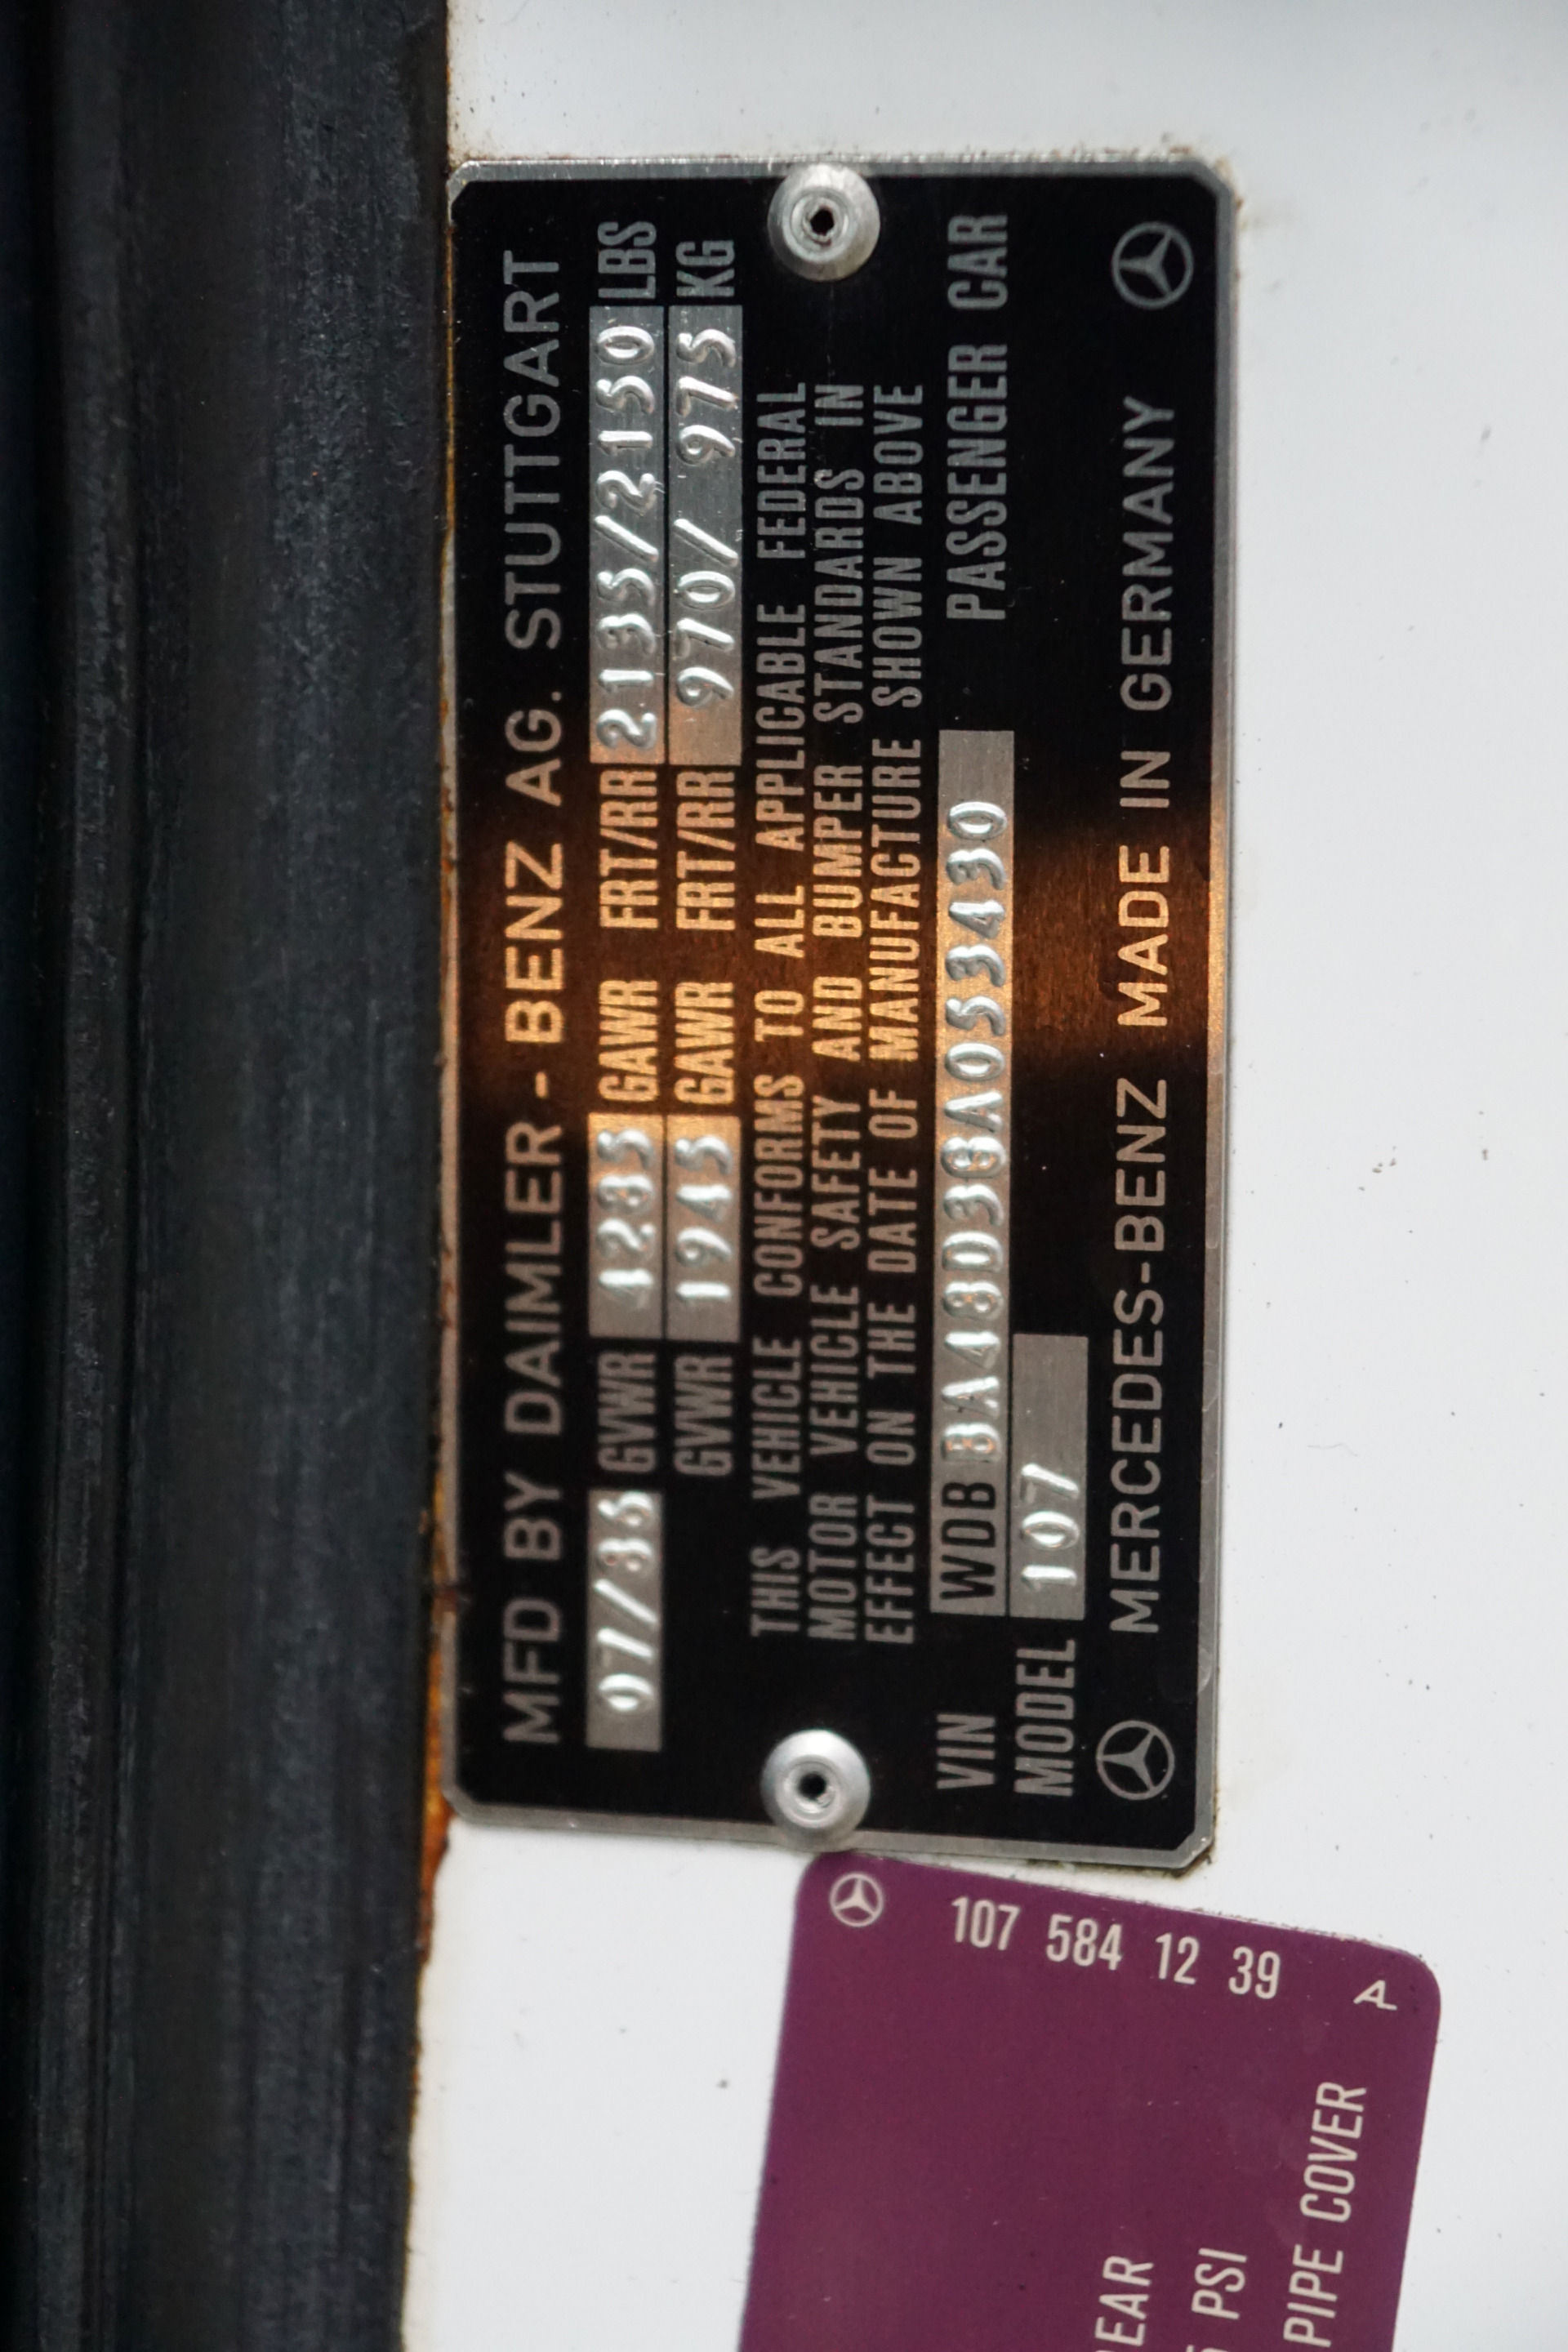 MFD BY DAIMLER - BENZ AG. STUTTGART
07/86 GVWR 4285 GAWR FRT/RR 2135/2150 LBS
GVWR 1945 GAWR FRT/RR 970/ 975 KG
THIS VEHICLE CONFORMS TO ALL APPLICABLE FEDERAL
MOTOR VEHICLE SAFETY AND BUMPER STANDARDS IN
EFFECT ON THE DATE OF MANUFACTURE SHOWN ABOVE
VIN WDB BA48D3GA053430 PASSENGER CAR
MODEL 107
MERCEDES-BENZ MADE IN GERMANY
107 584 12 39
PSI
PIPE COVER